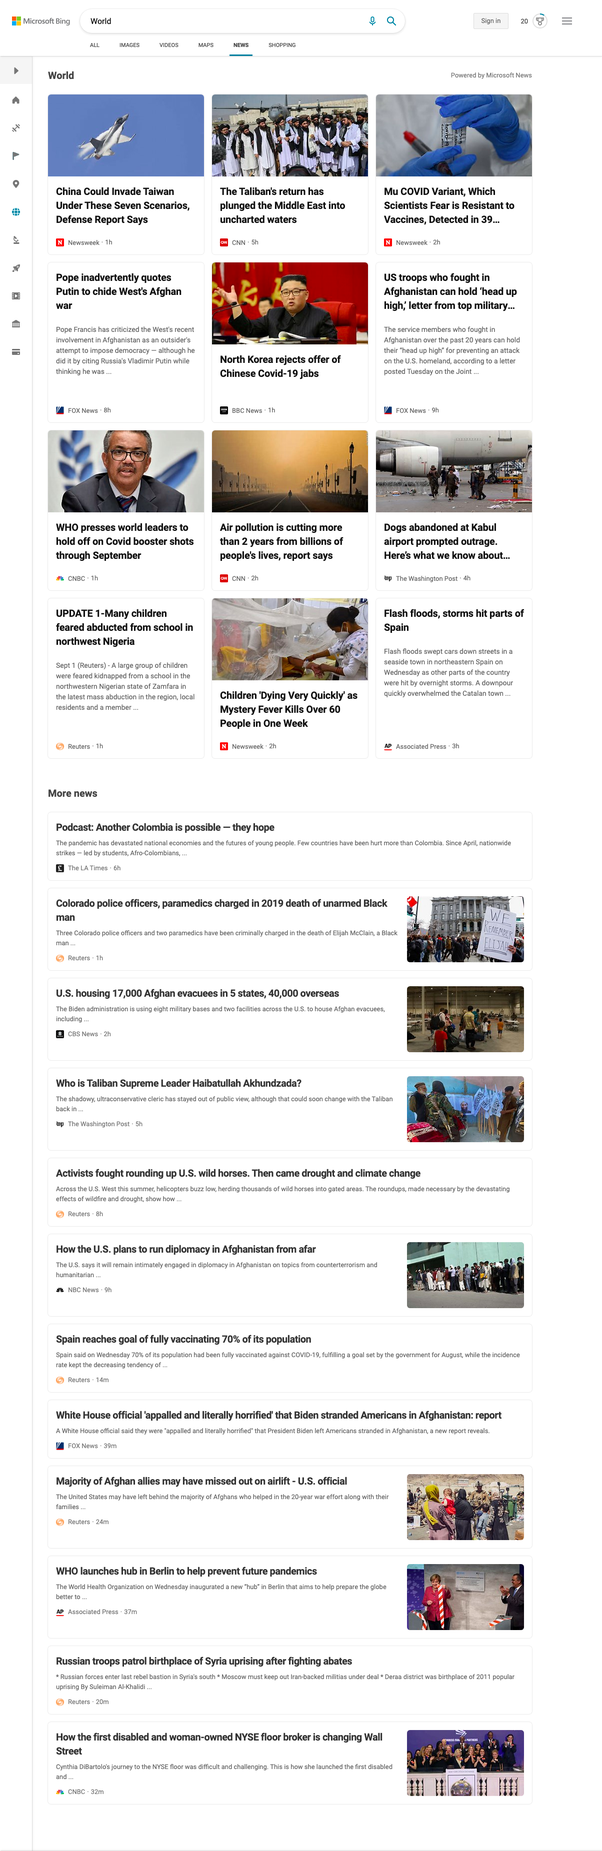 Microsoft Bing
World
Sign in
20
ALL
IMAGES
VIDEOS
MAPS
NEWS
SHOPPING
World
Powered by Microsoft News
China Could Invade Taiwan
Under These Seven Scenarios,
Defense Report Says
Newsweek · 1h
The Taliban's return has
plunged the Middle East into
uncharted waters
CNN · 5h
Mu COVID Variant, Which
Scientists Fear is Resistant to
Vaccines, Detected in 39...
Newsweek · 2h
Pope inadvertently quotes
Putin to chide West's Afghan
war
Pope Francis has criticized the West's recent
involvement in Afghanistan as an outsider's
attempt to impose democracy — although he
did it by citing Russia's Vladimir Putin while
thinking he was ...
FOX News · 8h
North Korea rejects offer of
Chinese Covid-19 jabs
BBC News · 1h
US troops who fought in
Afghanistan can hold 'head up
high,' letter from top military...
The service members who fought in
Afghanistan over the past 20 years can hold
their "head up high" for preventing an attack
on the U.S. homeland, according to a letter
posted Tuesday on the Joint ...
FOX News · 9h
WHO presses world leaders to
hold off on Covid booster shots
through September
CNBC · 1h
Air pollution is cutting more
than 2 years from billions of
people's lives, report says
CNN · 2h
Dogs abandoned at Kabul
airport prompted outrage.
Here's what we know about...
The Washington Post · 4h
UPDATE 1-Many children
feared abducted from school in
northwest Nigeria
Sept 1 (Reuters) - A large group of children
were feared kidnapped from a school in the
northwestern Nigerian state of Zamfara in
the latest mass abduction in the region, local
residents and a member ...
Reuters · 1h
Children 'Dying Very Quickly' as
Mystery Fever Kills Over 60
People in One Week
Newsweek · 2h
Flash floods, storms hit parts of
Spain
Flash floods swept cars down streets in a
seaside town in northeastern Spain on
Wednesday as other parts of the country
were hit by overnight storms. A downpour
quickly overwhelmed the Catalan town ...
AP
Associated Press · 3h
More news
Podcast: Another Colombia is possible — they hope
The pandemic has devastated national economies and the futures of young people. Few countries have been hurt more than Colombia. Since April, nationwide
strikes — led by students, Afro-Colombians, ...
The LA Times · 6h
Colorado police officers, paramedics charged in 2019 death of unarmed Black
man
Three Colorado police officers and two paramedics have been criminally charged in the death of Elijah McClain, a Black
man ...
Reuters · 1h
WE
REMEMBER
ELIJAH
U.S. housing 17,000 Afghan evacuees in 5 states, 40,000 overseas
The Biden administration is using eight military bases and two facilities across the U.S. to house Afghan evacuees,
including ...
CBS News · 2h
Who is Taliban Supreme Leader Haibatullah Akhundzada?
The shadowy, ultraconservative cleric has stayed out of public view, although that could soon change with the Taliban
back in ...
The Washington Post · 5h
Activists fought rounding up U.S. wild horses. Then came drought and climate change
Across the U.S. West this summer, helicopters buzz low, herding thousands of wild horses into gated areas. The roundups, made necessary by the devastating
effects of wildfire and drought, show how ...
Reuters · 8h
How the U.S. plans to run diplomacy in Afghanistan from afar
The U.S. says it will remain intimately engaged in diplomacy in Afghanistan on topics from counterterrorism and
humanitarian ...
NBC News · 9h
Spain reaches goal of fully vaccinating 70% of its population
Spain said on Wednesday 70% of its population had been fully vaccinated against COVID-19, fulfilling a goal set by the government for August, while the incidence
rate kept the decreasing tendency of ...
Reuters · 14m
White House official 'appalled and literally horrified' that Biden stranded Americans in Afghanistan: report
A White House official said they were "appalled and literally horrified" that President Biden left Americans stranded in Afghanistan, a new report reveals.
FOX News · 39m
Majority of Afghan allies may have missed out on airlift - U.S. official
The United States may have left behind the majority of Afghans who helped in the 20-year war effort along with their
families ...
Reuters · 24m
WHO launches hub in Berlin to help prevent future pandemics
The World Health Organization on Wednesday inaugurated a new "hub" in Berlin that aims to help prepare the globe
better to ...
AP
Associated Press · 37m
Russian troops patrol birthplace of Syria uprising after fighting abates
* Russian forces enter last rebel bastion in Syria's south * Moscow must keep out Iran-backed militias under deal * Deraa district was birthplace of 2011 popular
uprising By Suleiman Al-Khalidi ...
Reuters · 20m
How the first disabled and woman-owned NYSE floor broker is changing Wall
Street
Cynthia DiBartolo's journey to the NYSE floor was difficult and challenging. This is how she launched the first disabled
and ...
CNBC · 32m